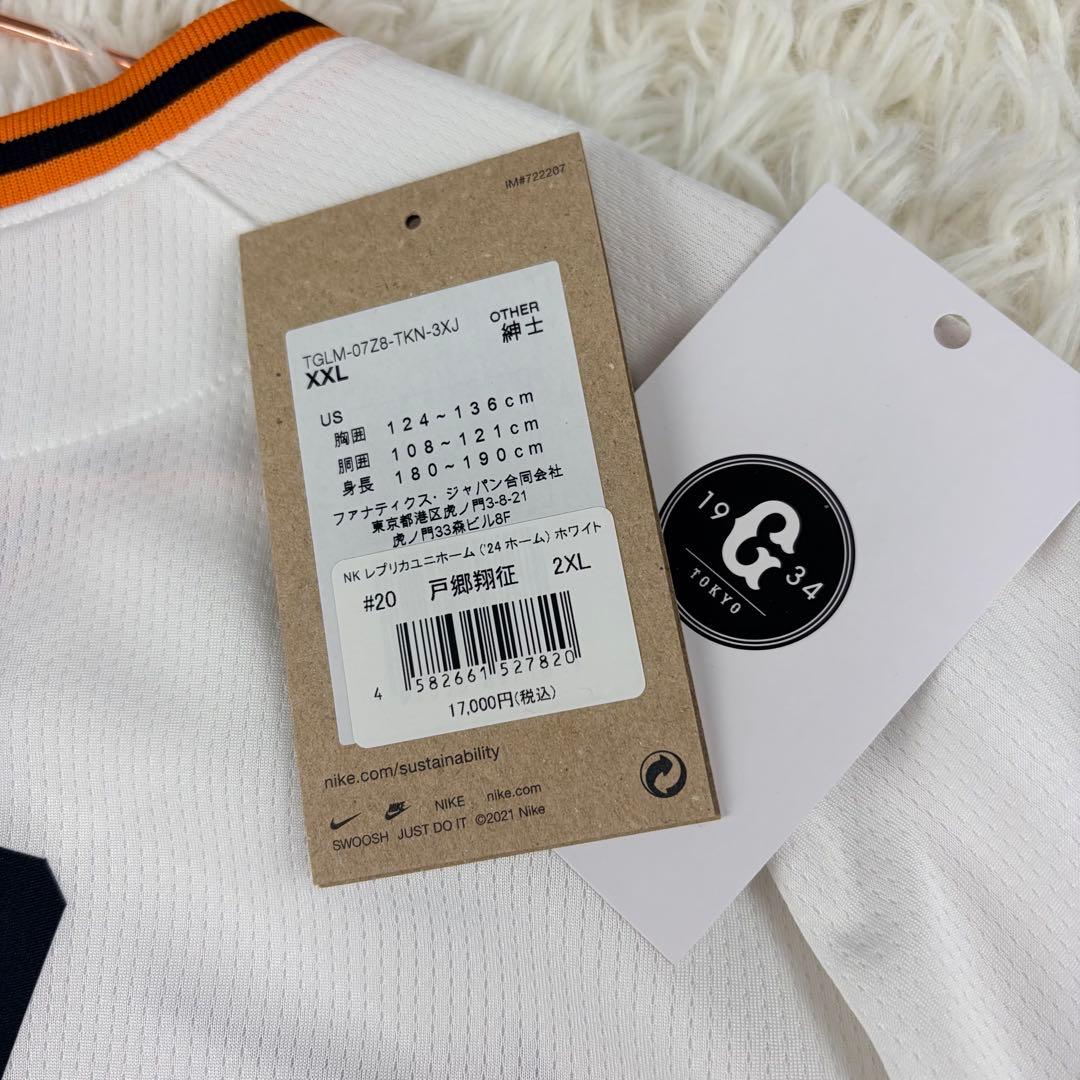 IM#722207
TGLM-07Z8-TKN-3XJ
OTHER
XXL
紳士
US
胸囲 124~136cm
胴囲 108~121cm
身長 180~190cm
ファナティクス・ジャパン合同会社
東京都港区虎ノ門3-8-21
虎ノ門33森ビル8F
NK レプリカユニホーム ('24 ホーム) ホワイト
#20 戸郷翔征 2XL
4 582661 527820
17,000円(税込)
nike.com/sustainability
NIKE NIKE nike.com
SWOOSH JUST DO IT ©2021 Nike
19 G 34
TOKYO